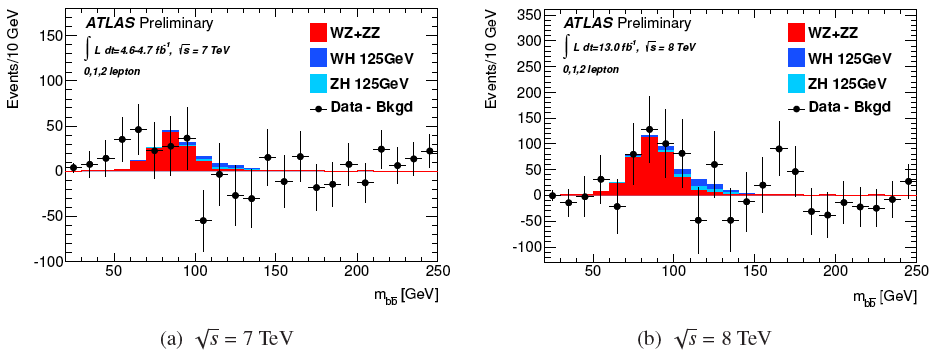 Events/10 GeV
150
100
50
0
-50
-100
ATLAS Preliminary
∫ L dt=4.6-4.7 fb⁻¹, √s = 7 TeV
0,1,2 lepton
WZ+ZZ
WH 125GeV
ZH 125GeV
Data - Bkgd
50 100 150 200 250
m_bb̄ [GeV]
(a) √s = 7 TeV
Events/10 GeV
350
300
250
200
150
100
50
0
-50
-100
ATLAS Preliminary
∫ L dt=13.0 fb⁻¹, √s = 8 TeV
0,1,2 lepton
WZ+ZZ
WH 125GeV
ZH 125GeV
Data - Bkgd
50 100 150 200 250
m_bb̄ [GeV]
(b) √s = 8 TeV